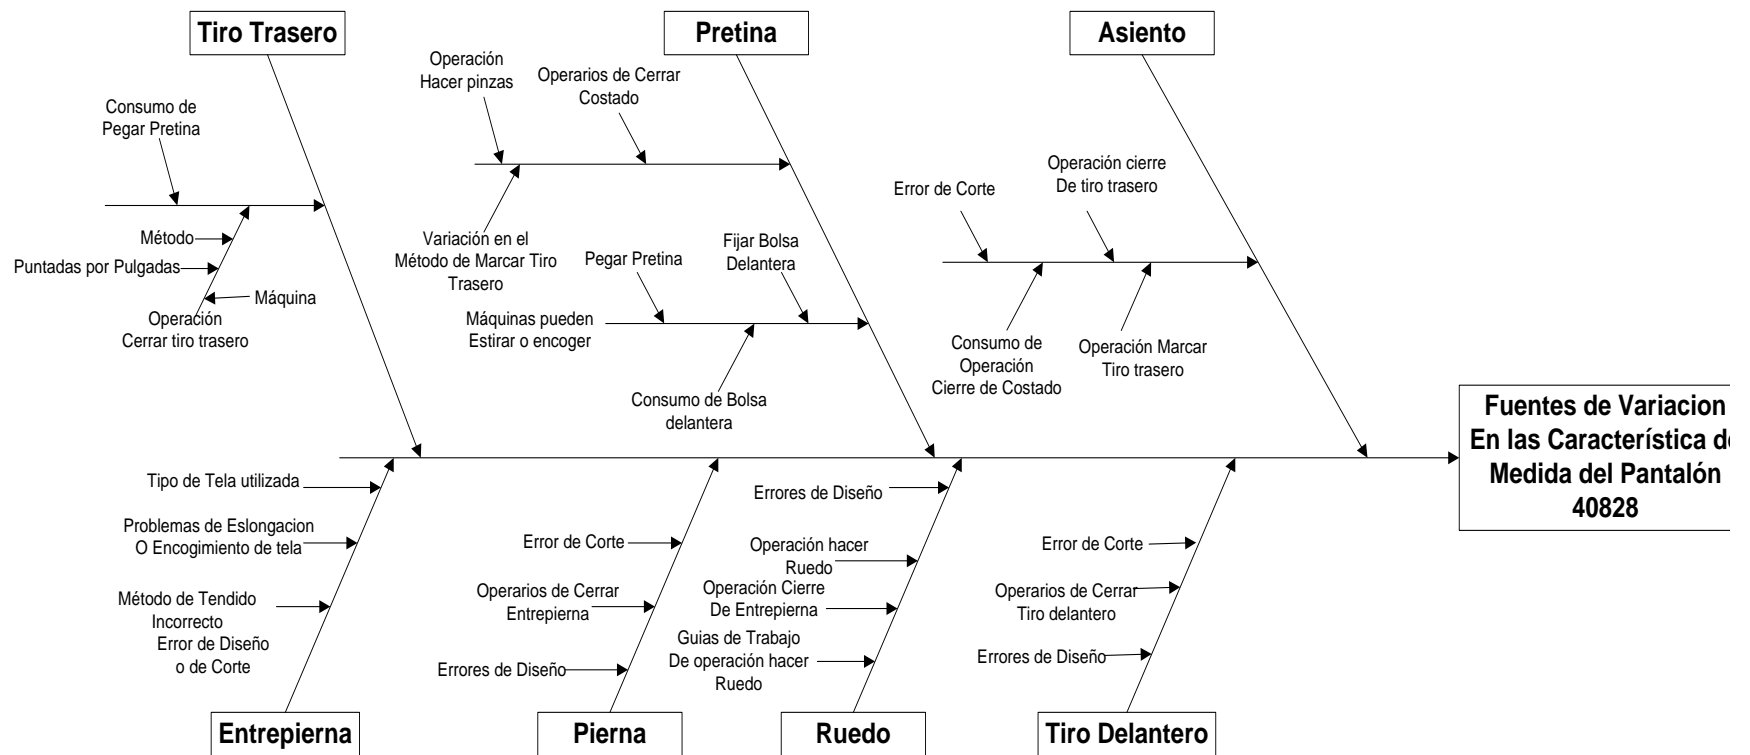 Tiro Trasero
Pretina
Asiento
Consumo de
Pegar Pretina
Método
Puntadas por Pulgadas
Máquina
Operación
Cerrar tiro trasero
Operación
Hacer pinzas
Operarios de Cerrar
Costado
Variación en el
Método de Marcar Tiro
Trasero
Pegar Pretina
Fijar Bolsa
Delantera
Máquinas pueden
Estirar o encoger
Consumo de Bolsa
delantera
Error de Corte
Operación cierre
De tiro trasero
Consumo de
Operación
Cierre de Costado
Operación Marcar
Tiro trasero
Fuentes de Variacion
En las Característica de
Medida del Pantalón
40828
Tipo de Tela utilizada
Problemas de Eslongacion
O Encogimiento de tela
Método de Tendido
Incorrecto
Error de Diseño
o de Corte
Error de Corte
Operarios de Cerrar
Entrepierna
Errores de Diseño
Errores de Diseño
Operación hacer
Ruedo
Operación Cierre
De Entrepierna
Guias de Trabajo
De operación hacer
Ruedo
Error de Corte
Operarios de Cerrar
Tiro delantero
Errores de Diseño
Entrepierna
Pierna
Ruedo
Tiro Delantero